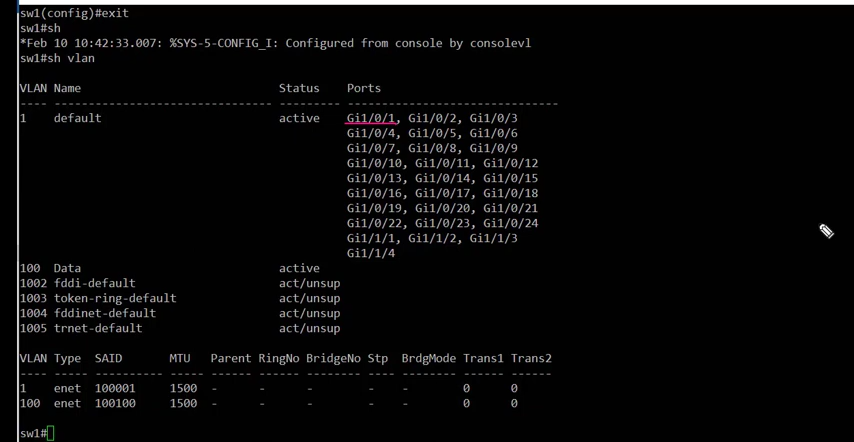 sw1(config)#exit
sw1#sh
*Feb 10 10:42:33.007: %SYS-5-CONFIG_I: Configured from console by consolevl
sw1#sh vlan
VLAN Name                             Status    Ports
---- -------------------------------- --------- -------------------------------
1    default                          active    Gi1/0/1, Gi1/0/2, Gi1/0/3
                                                Gi1/0/4, Gi1/0/5, Gi1/0/6
                                                Gi1/0/7, Gi1/0/8, Gi1/0/9
                                                Gi1/0/10, Gi1/0/11, Gi1/0/12
                                                Gi1/0/13, Gi1/0/14, Gi1/0/15
                                                Gi1/0/16, Gi1/0/17, Gi1/0/18
                                                Gi1/0/19, Gi1/0/20, Gi1/0/21
                                                Gi1/0/22, Gi1/0/23, Gi1/0/24
                                                Gi1/1/1, Gi1/1/2, Gi1/1/3
                                                Gi1/1/4
100  Data                             active
1002 fddi-default                     act/unsup
1003 token-ring-default               act/unsup
1004 fddinet-default                  act/unsup
1005 trnet-default                    act/unsup
VLAN Type  SAID       MTU   Parent RingNo BridgeNo Stp  BrdgMode Trans1 Trans2
---- ----- ---------- ----- ------ ------ -------- ---- -------- ------ ------
1    enet  100001     1500  -      -      -        -    -        0      0
100  enet  100100     1500  -      -      -        -    -        0      0
sw1#